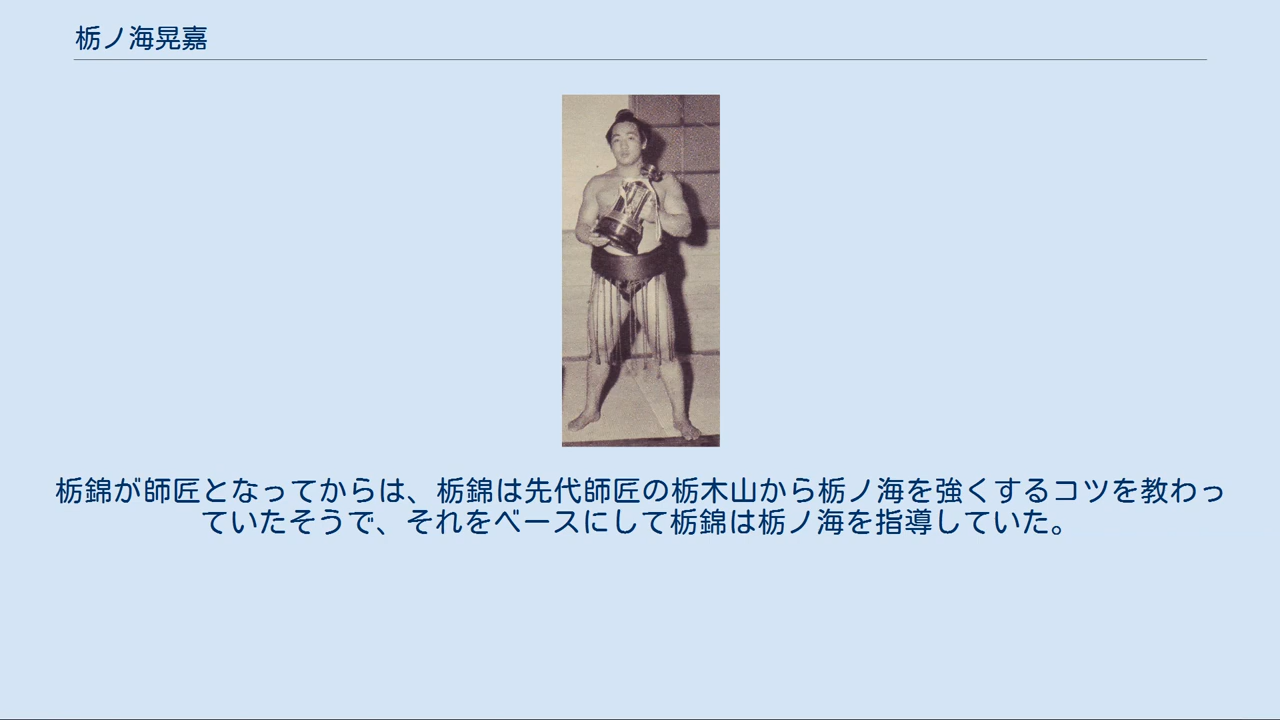 栃ノ海晃嘉
栃錦が師匠となってからは、栃錦は先代師匠の栃木山から栃ノ海を強くするコツを教わっ
ていたそうで、それをベースにして栃錦は栃ノ海を指導していた。